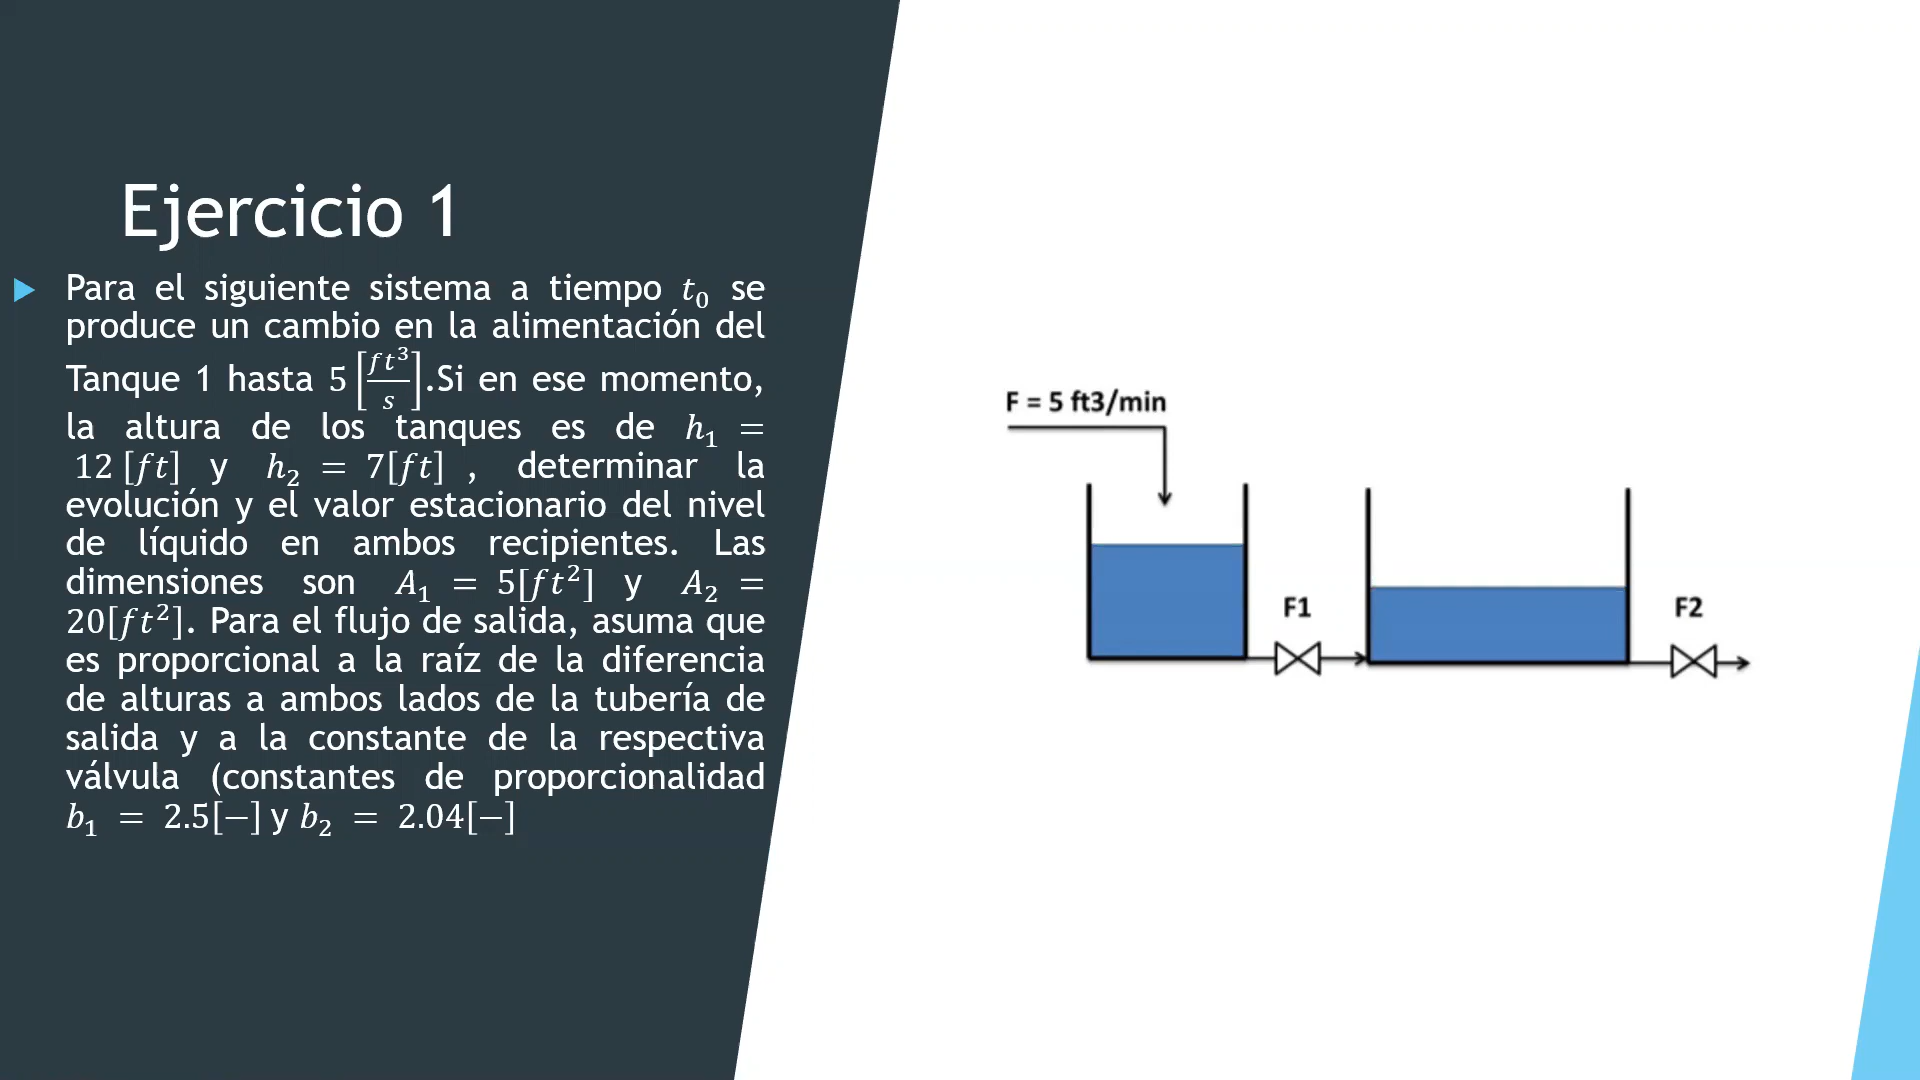 Ejercicio 1
Para el siguiente sistema a tiempo t₀ se
produce un cambio en la alimentación del
Tanque 1 hasta 5 [ft³/s].Si en ese momento,
la altura de los tanques es de h₁ =
12 [ft] y h₂ = 7[ft] , determinar la
evolución y el valor estacionario del nivel
de líquido en ambos recipientes. Las
dimensiones son A₁ = 5[ft²] y A₂ =
20[ft²]. Para el flujo de salida, asuma que
es proporcional a la raíz de la diferencia
de alturas a ambos lados de la tubería de
salida y a la constante de la respectiva
válvula (constantes de proporcionalidad
b₁ = 2.5[−] y b₂ = 2.04[−]
F = 5 ft3/min
F1
F2